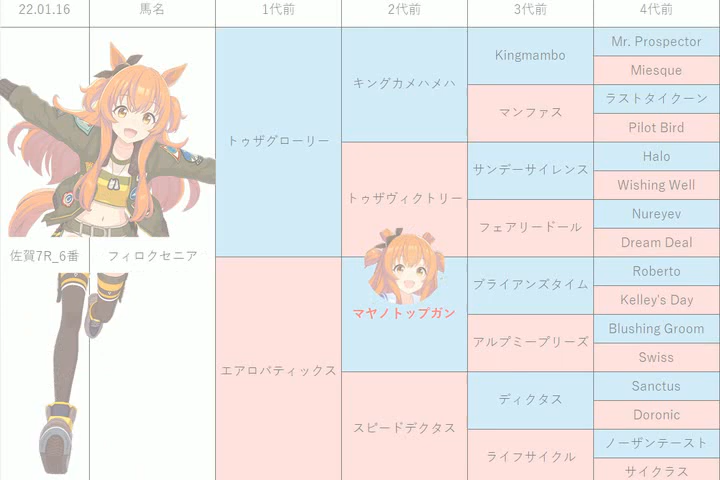 22.01.16 馬名 1代前 2代前 3代前 4代前
佐賀7R_6番 フィロクセニア
トゥザグローリー
エアロバティックス
キングカメハメハ
トゥザヴィクトリー
マヤノトップガン
スピードデクタス
Kingmambo
マンファス
サンデーサイレンス
フェアリードール
ブライアンズタイム
アルプミープリーズ
ディクタス
ライフサイクル
Mr. Prospector
Miesque
ラストタイクーン
Pilot Bird
Halo
Wishing Well
Nureyev
Dream Deal
Roberto
Kelley's Day
Blushing Groom
Swiss
Sanctus
Doronic
ノーザンテースト
サイクラス